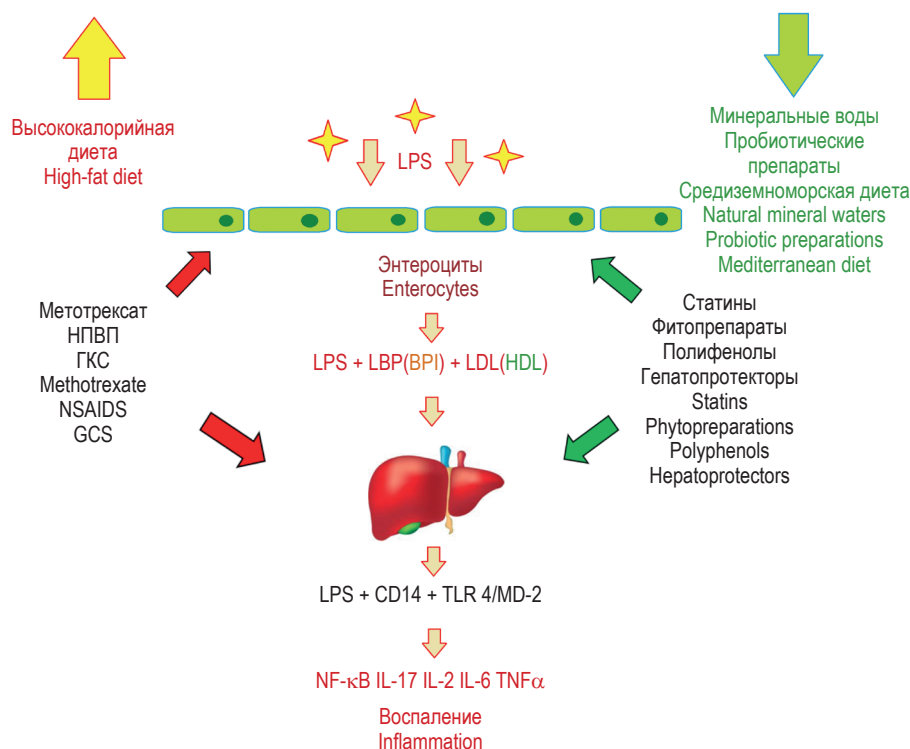 Высококалорийная
диета
High-fat diet
LPS
Минеральные воды
Пробиотические
препараты
Средиземноморская диета
Natural mineral waters
Probiotic preparations
Mediterranean diet
Энтероциты
Enterocytes
Метотрексат
НПВП
ГКС
Methotrexate
NSAIDS
GCS
LPS + LBP(BPI) + LDL(HDL)
Статины
Фитопрепараты
Полифенолы
Гепатопротекторы
Statins
Phytopreparations
Polyphenols
Hepatoprotectors
LPS + CD14 + TLR 4/MD-2
NF-κB IL-17 IL-2 IL-6 TNFα
Воспаление
Inflammation